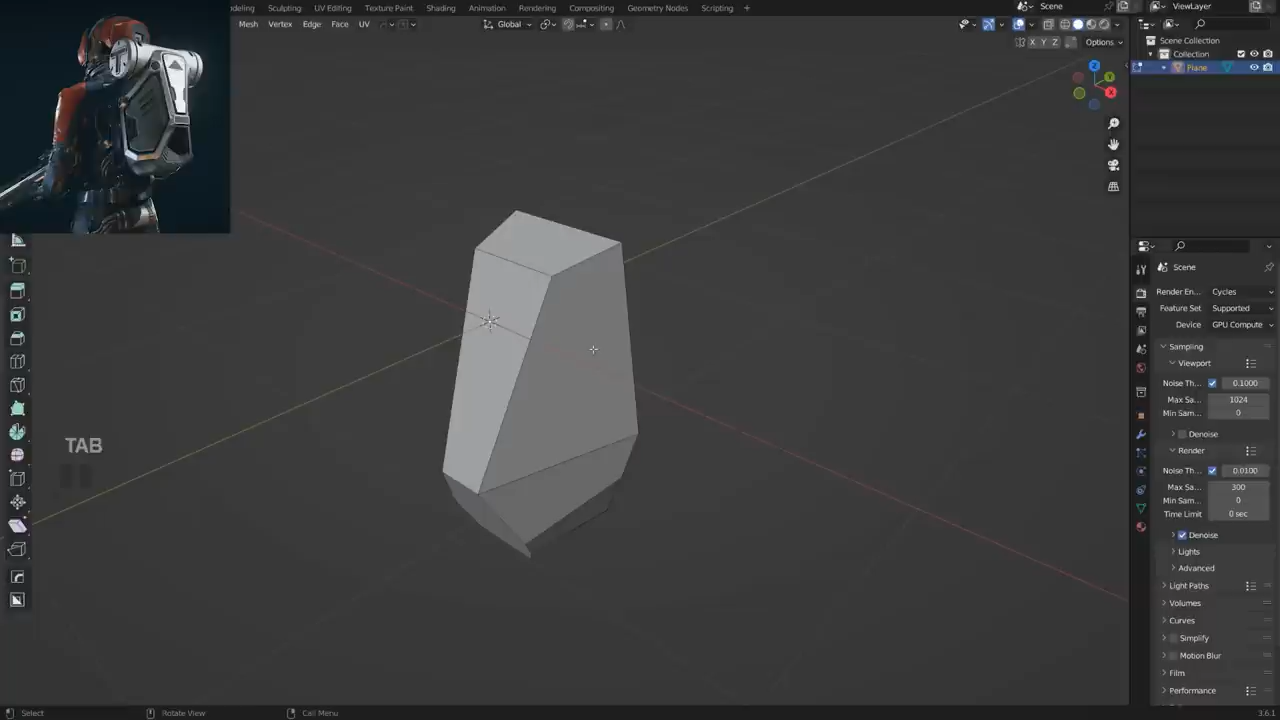 deling Sculpting UV Editing Texture Paint Shading Animation Rendering Compositing Geometry Nodes Scripting +
Scene
ViewLayer
Mesh Vertex Edge Face UV
Global
X Y Z
Options
Scene Collection
Collection
Plane
Z
Y
X
Scene
Render En... Cycles
Feature Set Supported
Device GPU Compute
Sampling
Viewport
Noise Th... 0.1000
Max Sa... 1024
Min Sam... 0
Denoise
Render
Noise Th... 0.0100
Max Sa... 300
Min Sam... 0
Time Limit 0 sec
Denoise
Lights
Advanced
Light Paths
Volumes
Curves
Simplify
Motion Blur
Film
Performance
TAB
Select
Rotate View
Call Menu
3.6.1